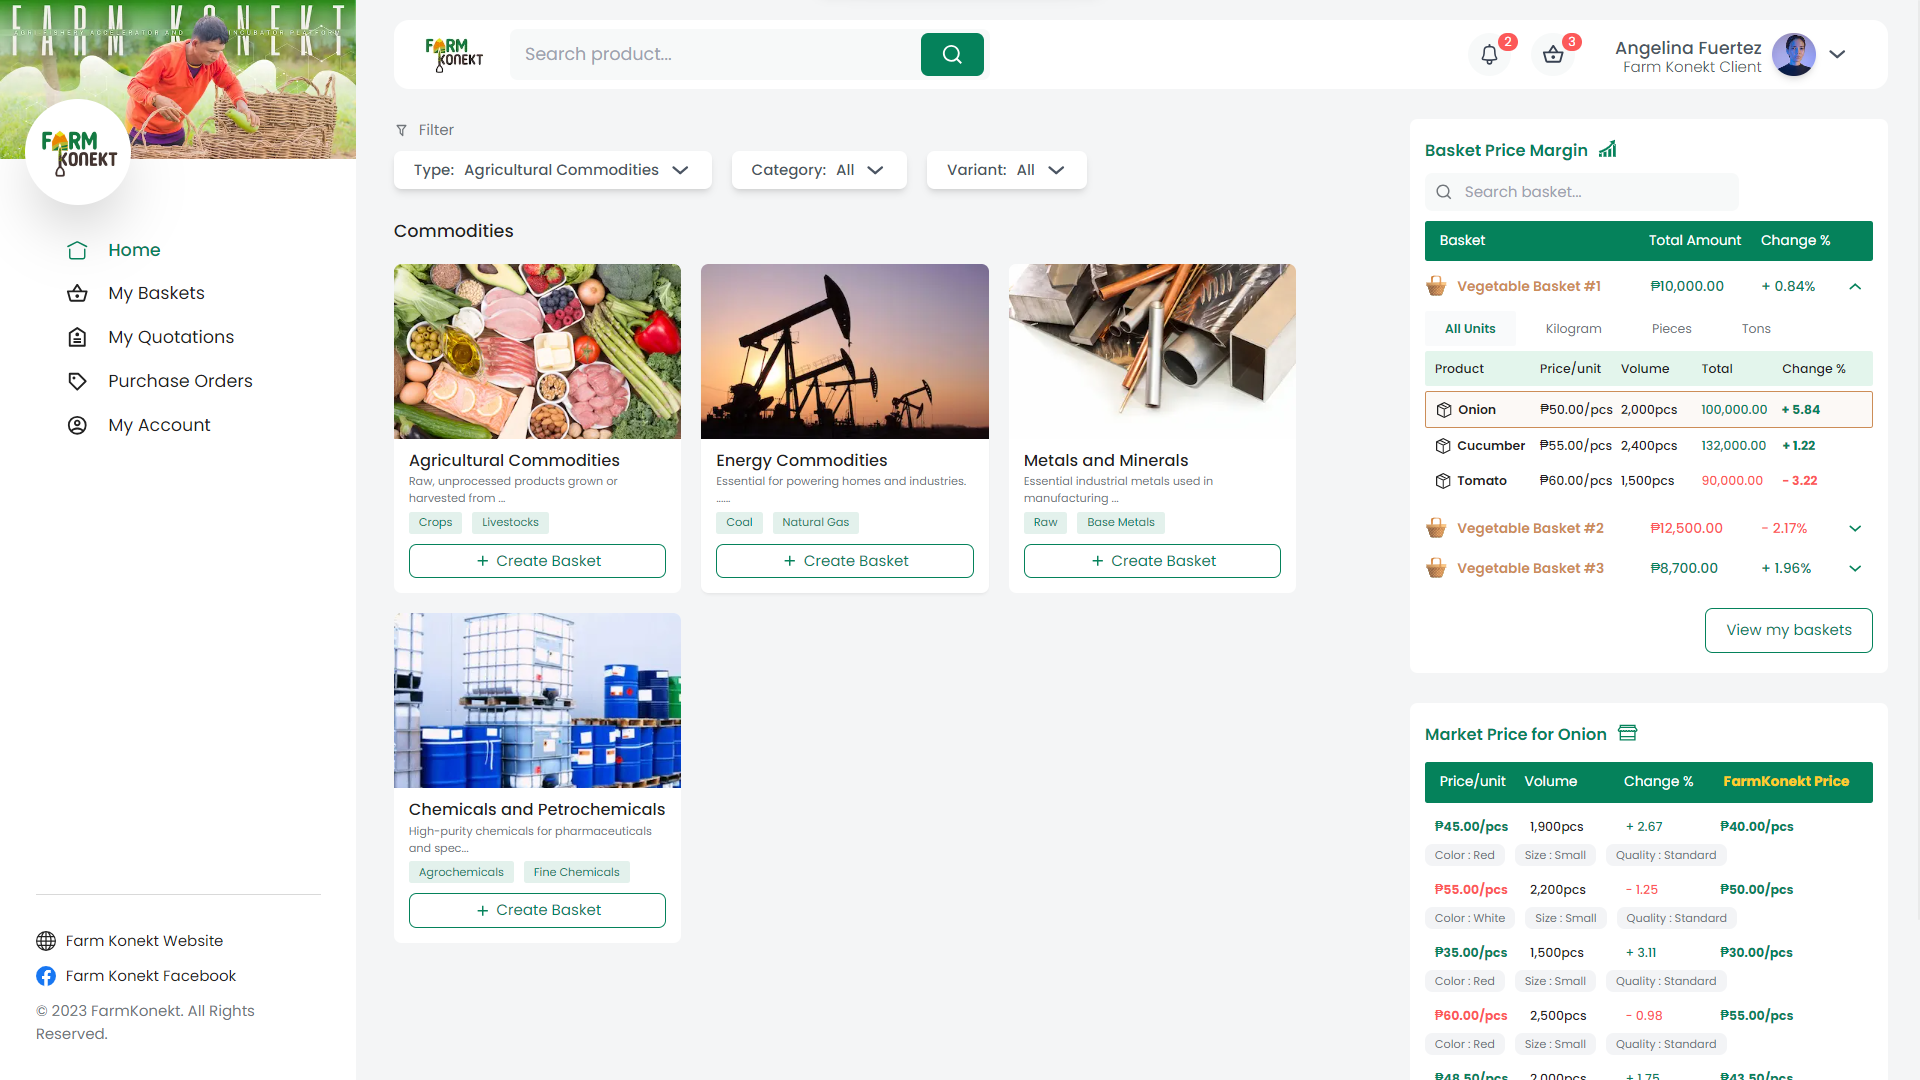 FARM KONEKT
AGRI-FISHERY ACCELERATOR AND INCUBATOR PLATFORM
FARM
KONEKT
Home
My Baskets
My Quotations
Purchase Orders
My Account
Farm Konekt Website
Farm Konekt Facebook
© 2023 FarmKonekt. All Rights
Reserved.
FARM
KONEKT
Search product...
2
3
Angelina Fuertez
Farm Konekt Client
Filter
Type: Agricultural Commodities
Category: All
Variant: All
Commodities
Agricultural Commodities
Raw, unprocessed products grown or
harvested from ...
Crops Livestocks
+ Create Basket
Energy Commodities
Essential for powering homes and industries.
......
Coal Natural Gas
+ Create Basket
Metals and Minerals
Essential industrial metals used in
manufacturing ...
Raw Base Metals
+ Create Basket
Chemicals and Petrochemicals
High-purity chemicals for pharmaceuticals
and spec...
Agrochemicals Fine Chemicals
+ Create Basket
Basket Price Margin
Search basket...
Basket Total Amount Change %
Vegetable Basket #1 ₱10,000.00 + 0.84%
All Units Kilogram Pieces Tons
Product Price/unit Volume Total Change %
Onion ₱50.00/pcs 2,000pcs 100,000.00 + 5.84
Cucumber ₱55.00/pcs 2,400pcs 132,000.00 + 1.22
Tomato ₱60.00/pcs 1,500pcs 90,000.00 - 3.22
Vegetable Basket #2 ₱12,500.00 - 2.17%
Vegetable Basket #3 ₱8,700.00 + 1.96%
View my baskets
Market Price for Onion
Price/unit Volume Change % FarmKonekt Price
₱45.00/pcs 1,900pcs + 2.67 ₱40.00/pcs
Color : Red Size : Small Quality : Standard
₱55.00/pcs 2,200pcs - 1.25 ₱50.00/pcs
Color : White Size : Small Quality : Standard
₱35.00/pcs 1,500pcs + 3.11 ₱30.00/pcs
Color : Red Size : Small Quality : Standard
₱60.00/pcs 2,500pcs - 0.98 ₱55.00/pcs
Color : Red Size : Small Quality : Standard
₱48.50/pcs 2,000pcs + 1.75 ₱43.50/pcs